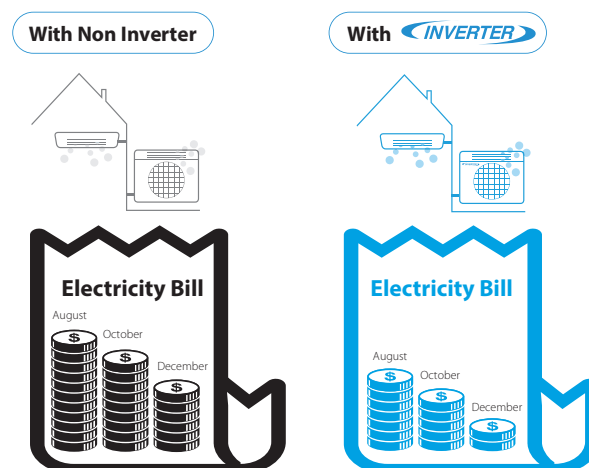 With Non Inverter
With INVERTER
Electricity Bill
August
October
December
$
$
$
Electricity Bill
August
October
December
$
$
$